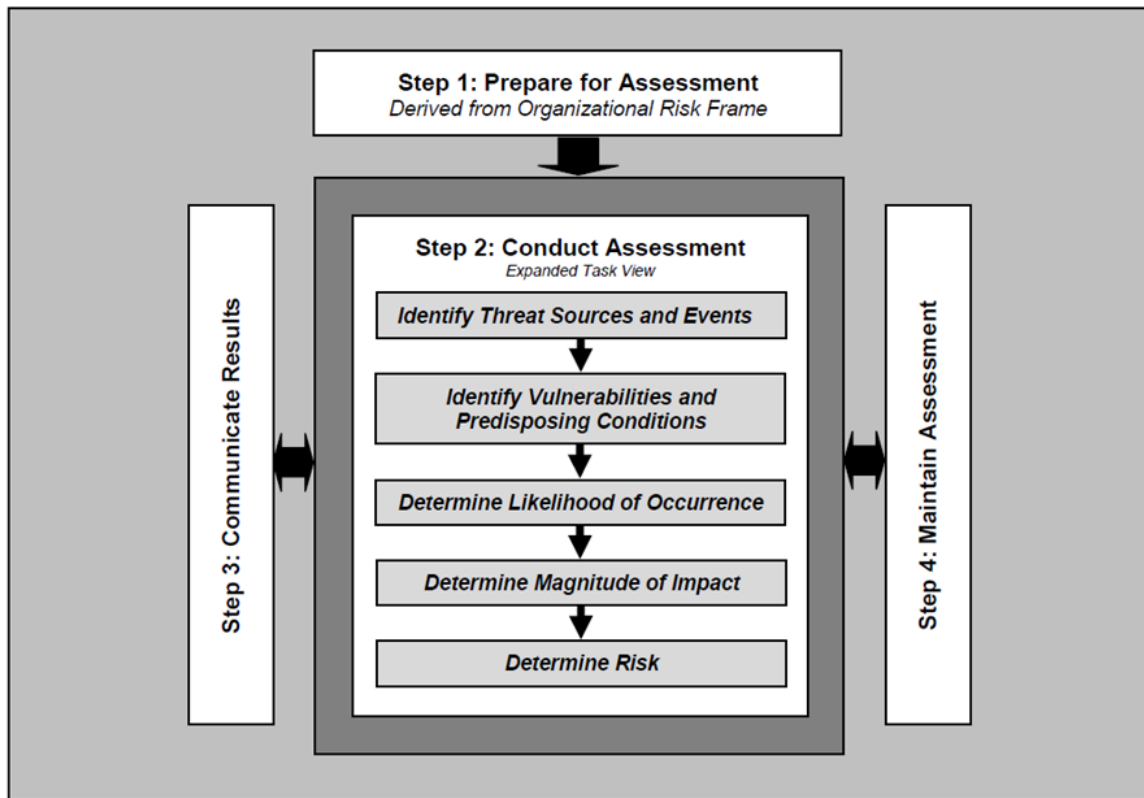 Step 1: Prepare for Assessment
Derived from Organizational Risk Frame
Step 2: Conduct Assessment
Expanded Task View
Identify Threat Sources and Events
Identify Vulnerabilities and
Predisposing Conditions
Determine Likelihood of Occurrence
Determine Magnitude of Impact
Determine Risk
Step 3: Communicate Results
Step 4: Maintain Assessment